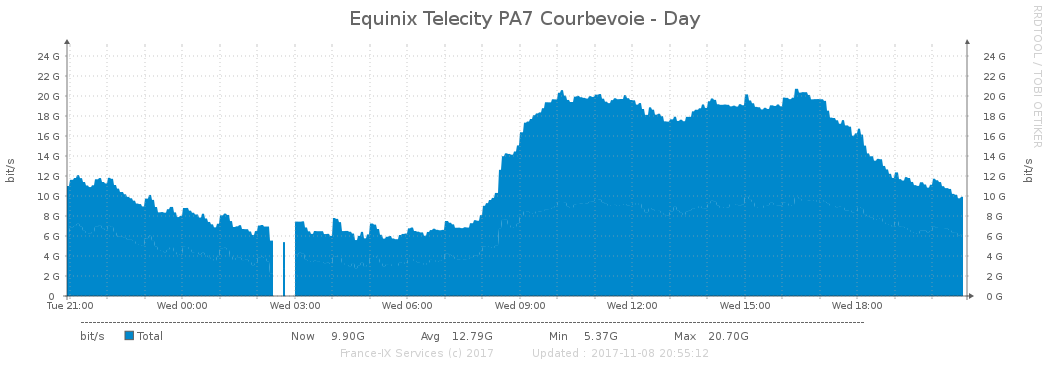 Equinix Telecity PA7 Courbevoie - Day
RRDTOOL / TOBI OETIKER
24 G 24 G
22 G 22 G
20 G 20 G
18 G 18 G
16 G 16 G
14 G 14 G
12 G 12 G
10 G 10 G
8 G 8 G
6 G 6 G
4 G 4 G
2 G 2 G
0 0 G
bit/s
bit/s
Tue 21:00 Wed 00:00 Wed 03:00 Wed 06:00 Wed 09:00 Wed 12:00 Wed 15:00 Wed 18:00
bit/s Total Now 9.90G Avg 12.79G Min 5.37G Max 20.70G
France-IX Services (c) 2017 Updated : 2017-11-08 20:55:12